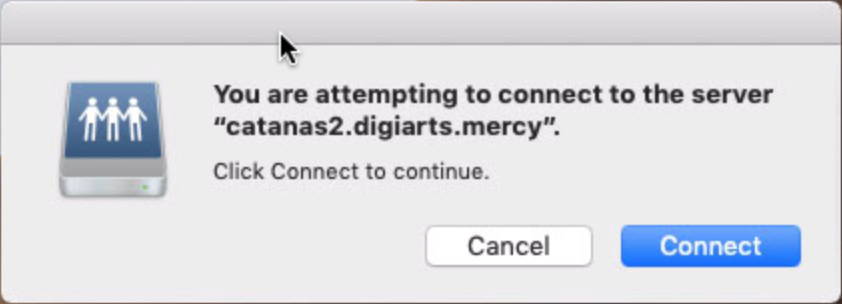 You are attempting to connect to the server
“catanas2.digiarts.mercy”.
Click Connect to continue.
Cancel
Connect